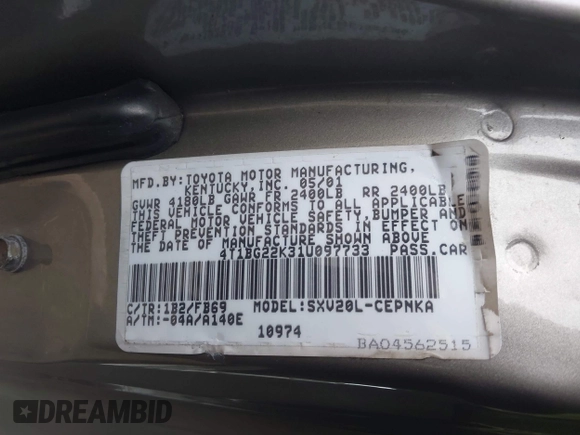 MFD.BY:TOYOTA MOTOR MANUFACTURING,
KENTUCKY,INC. 05/01
GVWR 4180LB GAWR FR 2400LB RR 2400LB
THIS VEHICLE CONFORMS TO ALL APPLICABLE
FEDERAL MOTOR VEHICLE SAFETY,BUMPER AND
THEFT PREVENTION STANDARDS IN EFFECT ON
THE DATE OF MANUFACTURE SHOWN ABOVE
4T1BG22K31U097733 PASS.CAR
C/TR:1B2/FB69 MODEL:SXV20L-CEPNKA
A/TM:-04A/A140E
10974
BA04562515
DREAMBID